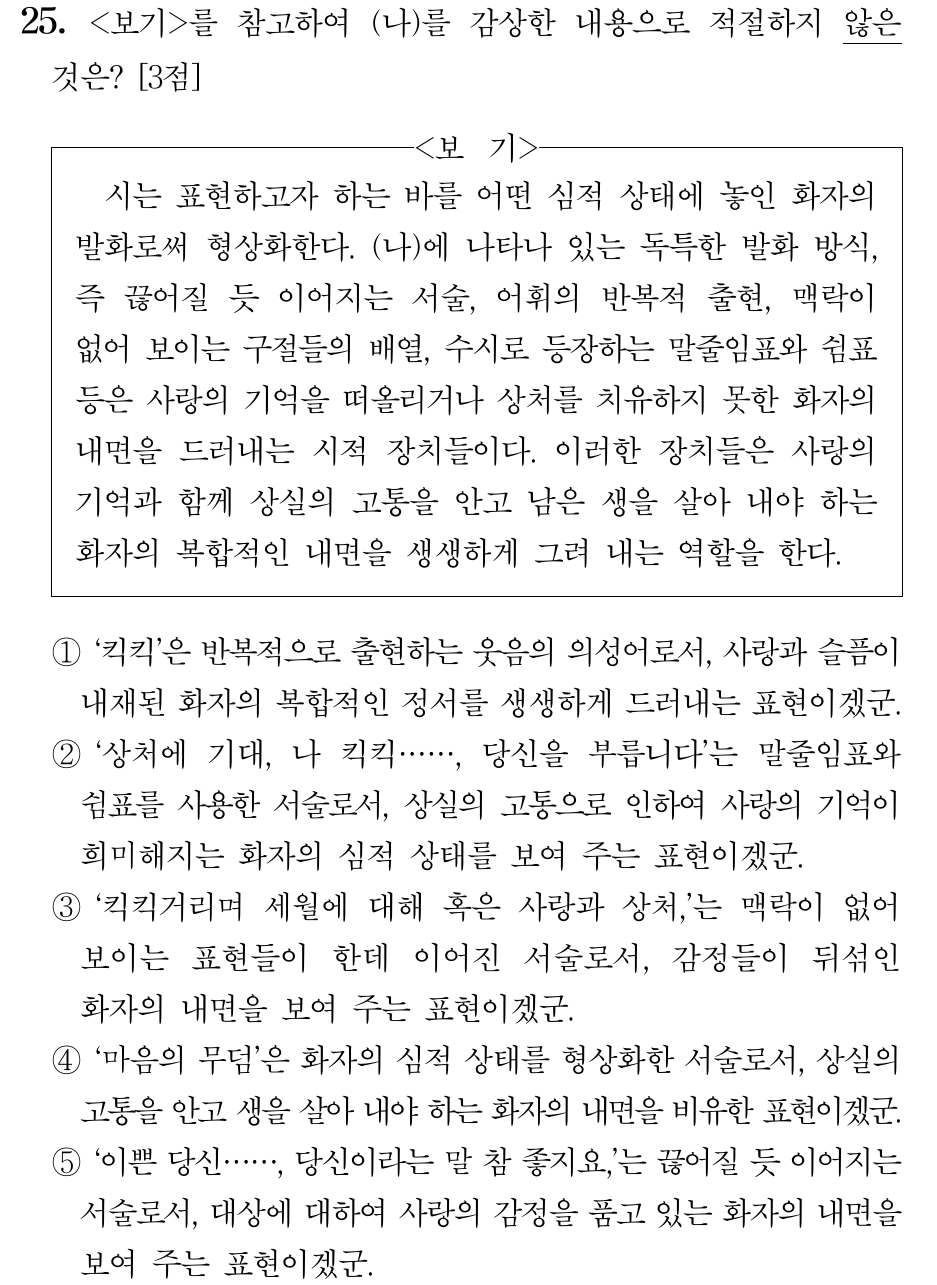 25. <보기>를 참고하여 (나)를 감상한 내용으로 적절하지 않은
것은? [3점]
<보 기>
시는 표현하고자 하는 바를 어떤 심적 상태에 놓인 화자의
발화로써 형상화한다. (나)에 나타나 있는 독특한 발화 방식,
즉 끊어질 듯 이어지는 서술, 어휘의 반복적 출현, 맥락이
없어 보이는 구절들의 배열, 수시로 등장하는 말줄임표와 쉼표
등은 사랑의 기억을 떠올리거나 상처를 치유하지 못한 화자의
내면을 드러내는 시적 장치들이다. 이러한 장치들은 사랑의
기억과 함께 상실의 고통을 안고 남은 생을 살아 내야 하는
화자의 복합적인 내면을 생생하게 그려 내는 역할을 한다.
① ‘킥킥’은 반복적으로 출현하는 웃음의 의성어로서, 사랑과 슬픔이
내재된 화자의 복합적인 정서를 생생하게 드러내는 표현이겠군.
② ‘상처에 기대, 나 킥킥……, 당신을 부릅니다’는 말줄임표와
쉼표를 사용한 서술로서, 상실의 고통으로 인하여 사랑의 기억이
희미해지는 화자의 심적 상태를 보여 주는 표현이겠군.
③ ‘킥킥거리며 세월에 대해 혹은 사랑과 상처,’는 맥락이 없어
보이는 표현들이 한데 이어진 서술로서, 감정들이 뒤섞인
화자의 내면을 보여 주는 표현이겠군.
④ ‘마음의 무덤’은 화자의 심적 상태를 형상화한 서술로서, 상실의
고통을 안고 생을 살아 내야 하는 화자의 내면을 비유한 표현이겠군.
⑤ ‘이쁜 당신……, 당신이라는 말 참 좋지요,’는 끊어질 듯 이어지는
서술로서, 대상에 대하여 사랑의 감정을 품고 있는 화자의 내면을
보여 주는 표현이겠군.